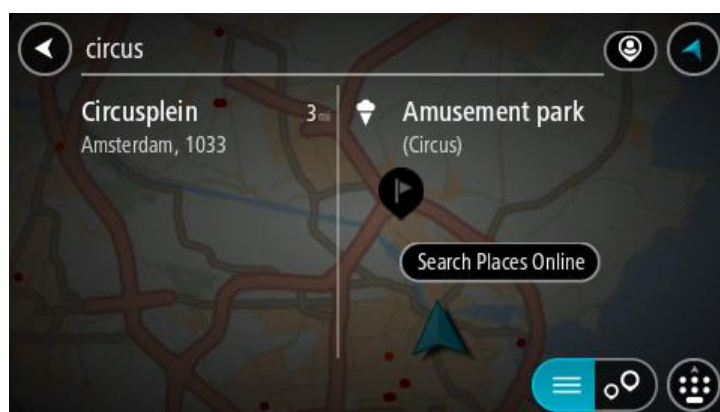 circus
Circusplein 3 mi
Amsterdam, 1033
Amusement park
(Circus)
Search Places Online